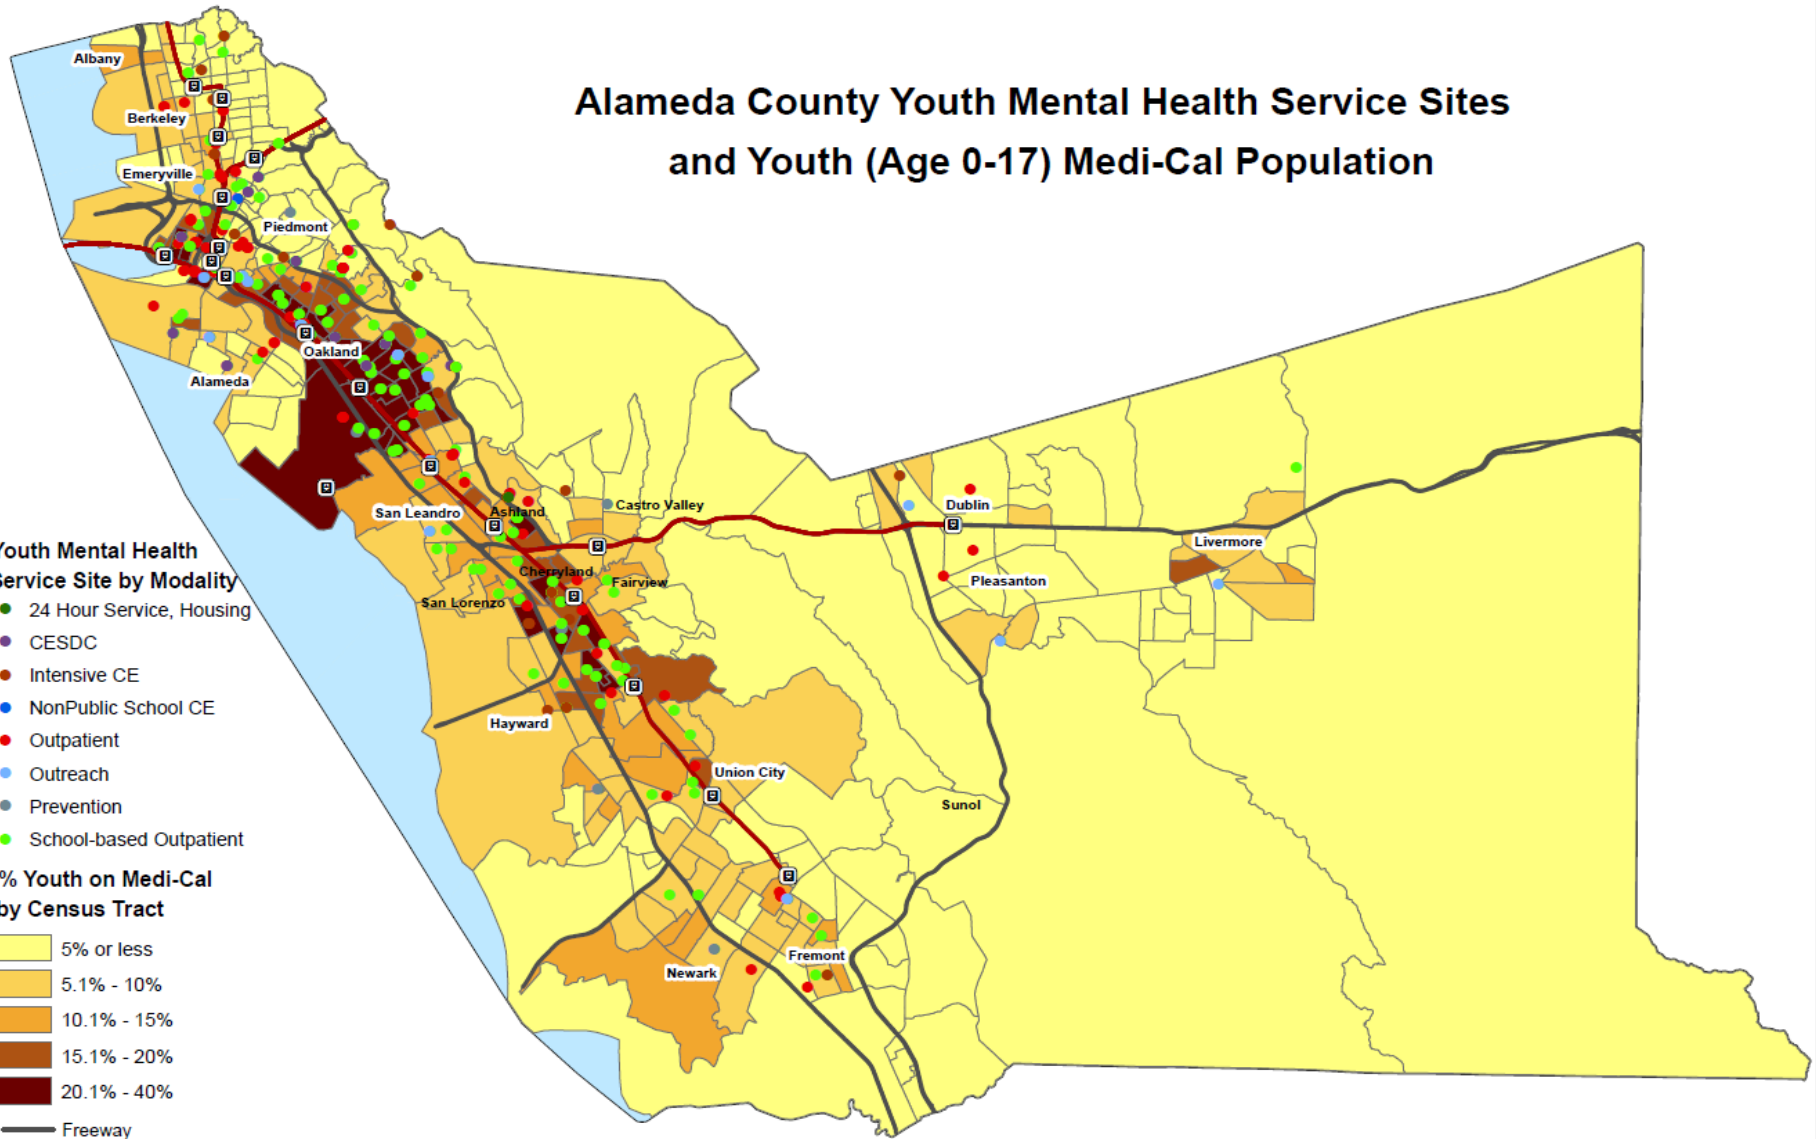 Alameda County Youth Mental Health Service Sites
and Youth (Age 0-17) Medi-Cal Population
Albany
Berkeley
Emeryville
Piedmont
Oakland
Alameda
San Leandro
Ashland
Castro Valley
Dublin
Livermore
Cherryland
Fairview
Pleasanton
San Lorenzo
Hayward
Union City
Sunol
Fremont
Newark
Youth Mental Health
Service Site by Modality
24 Hour Service, Housing
CESDC
Intensive CE
NonPublic School CE
Outpatient
Outreach
Prevention
School-based Outpatient
% Youth on Medi-Cal
by Census Tract
5% or less
5.1% - 10%
10.1% - 15%
15.1% - 20%
20.1% - 40%
Freeway